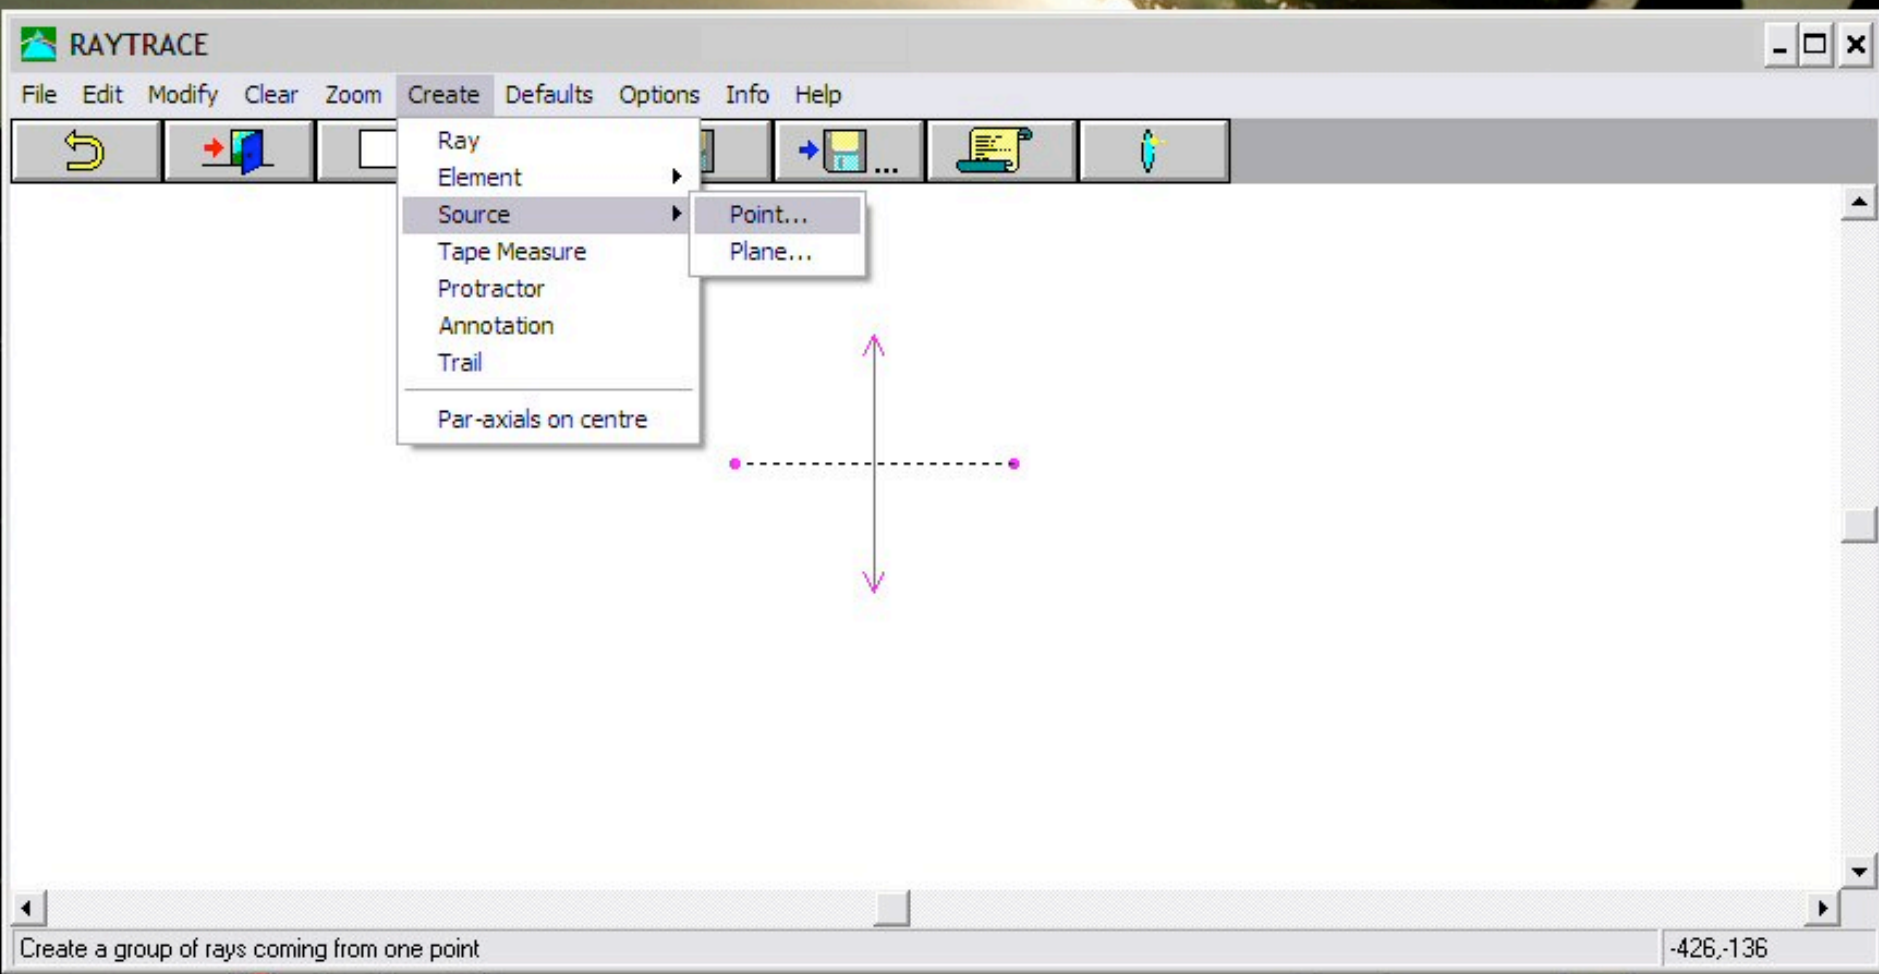 RAYTRACE
File Edit Modify Clear Zoom Create Defaults Options Info Help
...
Ray
Element
Source
Tape Measure
Protractor
Annotation
Trail
Par-axials on centre
Point...
Plane...
Create a group of rays coming from one point
-426,-136